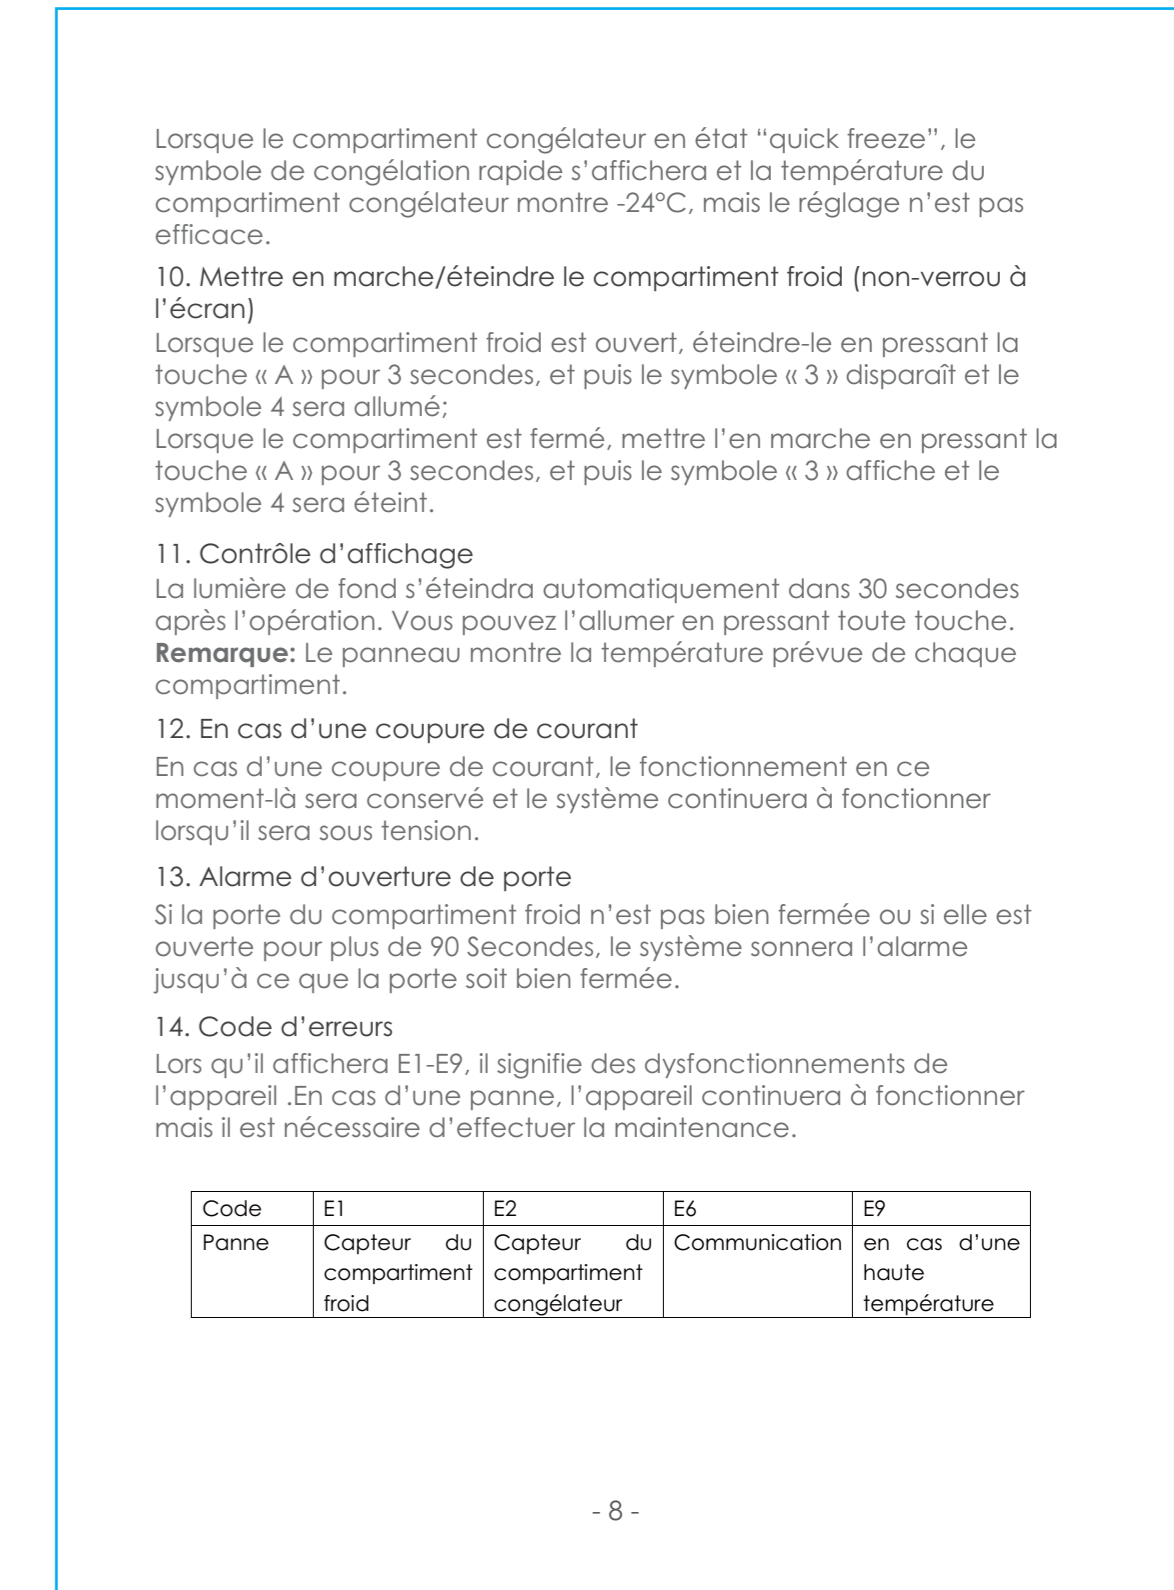 Lorsque le compartiment congélateur en état “quick freeze”, le
symbole de congélation rapide s’affichera et la température du
compartiment congélateur montre -24°C, mais le réglage n’est pas
efficace.
10. Mettre en marche/éteindre le compartiment froid (non-verrou à
l’écran)
Lorsque le compartiment froid est ouvert, éteindre-le en pressant la
touche « A » pour 3 secondes, et puis le symbole « 3 » disparaît et le
symbole 4 sera allumé;
Lorsque le compartiment est fermé, mettre l’en marche en pressant la
touche « A » pour 3 secondes, et puis le symbole « 3 » affiche et le
symbole 4 sera éteint.
11. Contrôle d’affichage
La lumière de fond s’éteindra automatiquement dans 30 secondes
après l’opération. Vous pouvez l’allumer en pressant toute touche.
Remarque: Le panneau montre la température prévue de chaque
compartiment.
12. En cas d’une coupure de courant
En cas d’une coupure de courant, le fonctionnement en ce
moment-là sera conservé et le système continuera à fonctionner
lorsqu’il sera sous tension.
13. Alarme d’ouverture de porte
Si la porte du compartiment froid n’est pas bien fermée ou si elle est
ouverte pour plus de 90 Secondes, le système sonnera l’alarme
jusqu’à ce que la porte soit bien fermée.
14. Code d’erreurs
Lors qu’il affichera E1-E9, il signifie des dysfonctionnements de
l’appareil .En cas d’une panne, l’appareil continuera à fonctionner
mais il est nécessaire d’effectuer la maintenance.
Code E1 E2 E6 E9
Panne Capteur du Capteur du Communication en cas d’une
compartiment compartiment haute
froid congélateur température
- 8 -